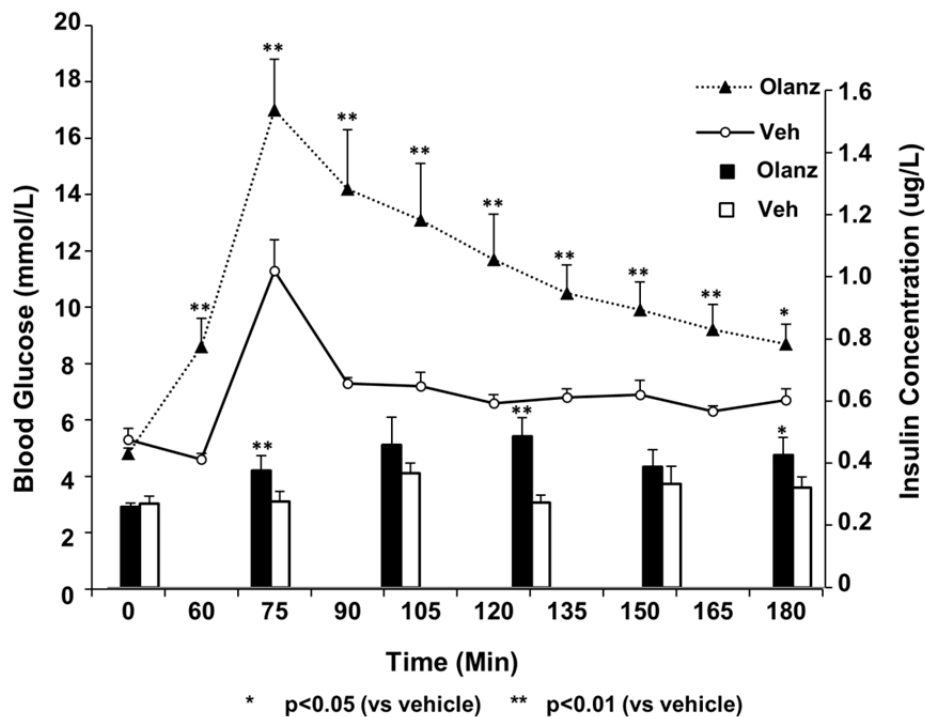 20
18
16
14
12
10
8
6
4
2
0
Blood Glucose (mmol/L)
** ** ** ** ** ** ** ** ** *
** ** *
Olanz
Veh
Olanz
Veh
1.6
1.4
1.2
1.0
0.8
0.6
0.4
0.2
0
Insulin Concentration (ug/L)
0 60 75 90 105 120 135 150 165 180
Time (Min)
* p<0.05 (vs vehicle) ** p<0.01 (vs vehicle)